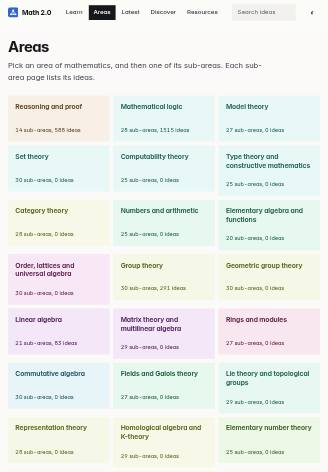 Math 2.0
Learn
Areas
Latest
Discover
Resources
Search ideas
Areas
Pick an area of mathematics, and then one of its sub-areas. Each sub-
area page lists its ideas.
Reasoning and proof
14 sub-areas, 588 ideas
Mathematical logic
28 sub-areas, 1515 ideas
Model theory
27 sub-areas, 0 ideas
Set theory
30 sub-areas, 0 ideas
Computability theory
25 sub-areas, 0 ideas
Type theory and
constructive mathematics
25 sub-areas, 0 ideas
Category theory
28 sub-areas, 0 ideas
Numbers and arithmetic
25 sub-areas, 0 ideas
Elementary algebra and
functions
20 sub-areas, 0 ideas
Order, lattices and
universal algebra
30 sub-areas, 0 ideas
Group theory
30 sub-areas, 291 ideas
Geometric group theory
30 sub-areas, 0 ideas
Linear algebra
21 sub-areas, 83 ideas
Matrix theory and
multilinear algebra
29 sub-areas, 0 ideas
Rings and modules
27 sub-areas, 0 ideas
Commutative algebra
30 sub-areas, 0 ideas
Fields and Galois theory
27 sub-areas, 0 ideas
Lie theory and topological
groups
29 sub-areas, 0 ideas
Representation theory
28 sub-areas, 0 ideas
Homological algebra and
K-theory
29 sub-areas, 0 ideas
Elementary number theory
25 sub-areas, 0 ideas